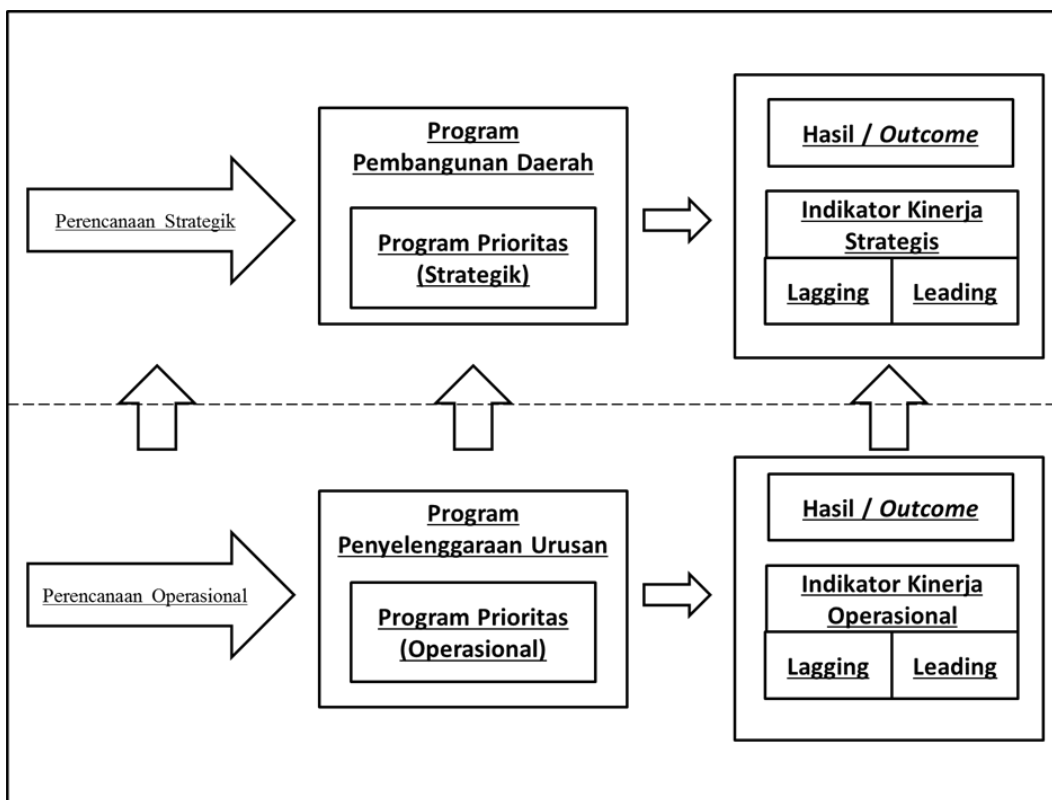 Perencanaan Strategik
Program
Pembangunan Daerah
Program Prioritas
(Strategik)
Hasil / Outcome
Indikator Kinerja
Strategis
Lagging
Leading
Perencanaan Operasional
Program
Penyelenggaraan Urusan
Program Prioritas
(Operasional)
Hasil / Outcome
Indikator Kinerja
Operasional
Lagging
Leading